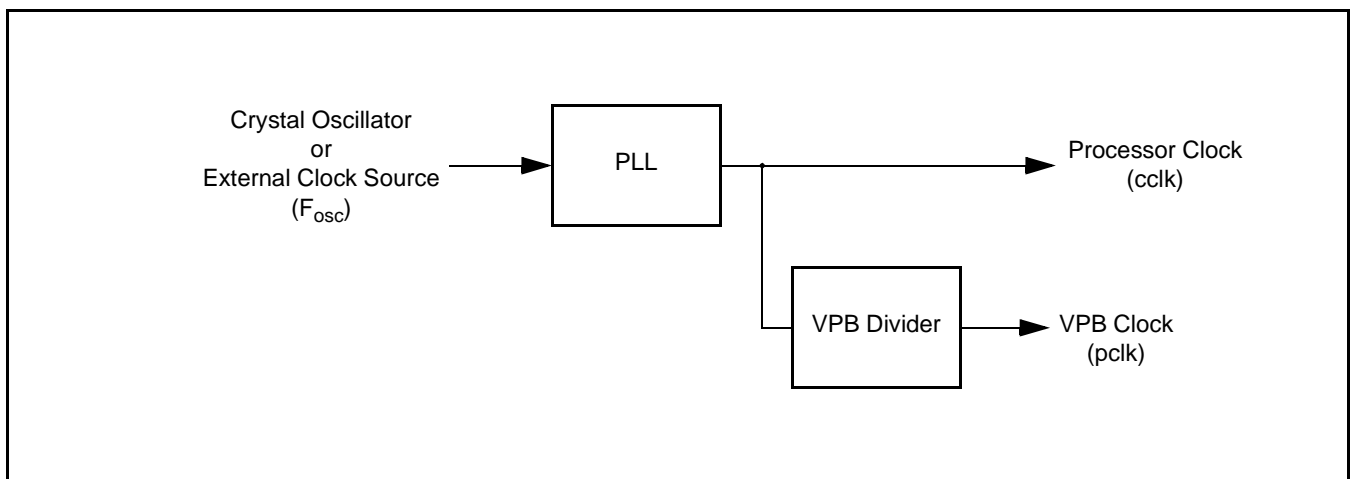 Crystal Oscillator
or
External Clock Source
(Fosc)
PLL
Processor Clock
(cclk)
VPB Divider
VPB Clock
(pclk)